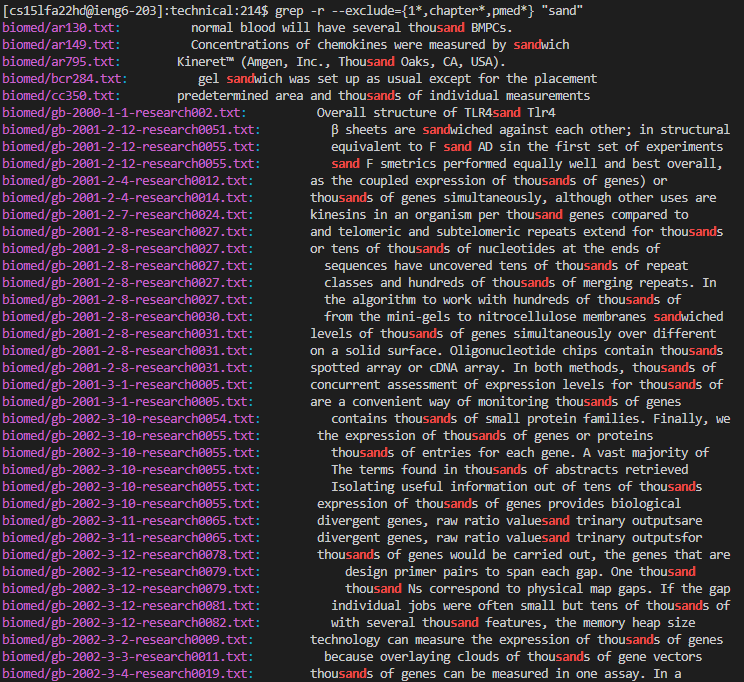 [cs15lfa22hd@ieng6-203]:technical:214$ grep -r --exclude={1*,chapter*,pmed*} "sand"
biomed/ar130.txt: normal blood will have several thousand BMPCs.
biomed/ar149.txt: Concentrations of chemokines were measured by sandwich
biomed/ar795.txt: Kineret™ (Amgen, Inc., Thousand Oaks, CA, USA).
biomed/bcr284.txt: gel sandwich was set up as usual except for the placement
biomed/cc350.txt: predetermined area and thousands of individual measurements
biomed/gb-2000-1-1-research002.txt: Overall structure of TLR4sand Tlr4
biomed/gb-2001-2-12-research0051.txt: β sheets are sandwiched against each other; in structural
biomed/gb-2001-2-12-research0055.txt: equivalent to F sand AD sin the first set of experiments
biomed/gb-2001-2-12-research0055.txt: sand F smetrics performed equally well and best overall,
biomed/gb-2001-2-4-research0012.txt: as the coupled expression of thousands of genes) or
biomed/gb-2001-2-4-research0014.txt: thousands of genes simultaneously, although other uses are
biomed/gb-2001-2-7-research0024.txt: kinesins in an organism per thousand genes compared to
biomed/gb-2001-2-8-research0027.txt: and telomeric and subtelomeric repeats extend for thousands
biomed/gb-2001-2-8-research0027.txt: or tens of thousands of nucleotides at the ends of
biomed/gb-2001-2-8-research0027.txt: sequences have uncovered tens of thousands of repeat
biomed/gb-2001-2-8-research0027.txt: classes and hundreds of thousands of merging repeats. In
biomed/gb-2001-2-8-research0027.txt: the algorithm to work with hundreds of thousands of
biomed/gb-2001-2-8-research0030.txt: from the mini-gels to nitrocellulose membranes sandwiched
biomed/gb-2001-2-8-research0031.txt: levels of thousands of genes simultaneously over different
biomed/gb-2001-2-8-research0031.txt: on a solid surface. Oligonucleotide chips contain thousands
biomed/gb-2001-2-8-research0031.txt: spotted array or cDNA array. In both methods, thousands of
biomed/gb-2001-3-1-research0005.txt: concurrent assessment of expression levels for thousands of
biomed/gb-2001-3-1-research0005.txt: are a convenient way of monitoring thousands of genes
biomed/gb-2002-3-10-research0054.txt: contains thousands of small protein families. Finally, we
biomed/gb-2002-3-10-research0055.txt: the expression of thousands of genes or proteins
biomed/gb-2002-3-10-research0055.txt: thousands of entries for each gene. A vast majority of
biomed/gb-2002-3-10-research0055.txt: The terms found in thousands of abstracts retrieved
biomed/gb-2002-3-10-research0055.txt: Isolating useful information out of tens of thousands
biomed/gb-2002-3-10-research0055.txt: expression of thousands of genes provides biological
biomed/gb-2002-3-11-research0065.txt: divergent genes, raw ratio valuesand trinary outputsare
biomed/gb-2002-3-11-research0065.txt: divergent genes, raw ratio valuesand trinary outputsfor
biomed/gb-2002-3-12-research0078.txt: thousands of genes would be carried out, the genes that are
biomed/gb-2002-3-12-research0079.txt: design primer pairs to span each gap. One thousand
biomed/gb-2002-3-12-research0079.txt: thousand Ns correspond to physical map gaps. If the gap
biomed/gb-2002-3-12-research0081.txt: individual jobs were often small but tens of thousands of
biomed/gb-2002-3-12-research0082.txt: with several thousand features, the memory heap size
biomed/gb-2002-3-2-research0009.txt: technology can measure the expression of thousands of genes
biomed/gb-2002-3-3-research0011.txt: because overlaying clouds of thousands of gene vectors
biomed/gb-2002-3-4-research0019.txt: thousands of genes can be measured in one assay. In a